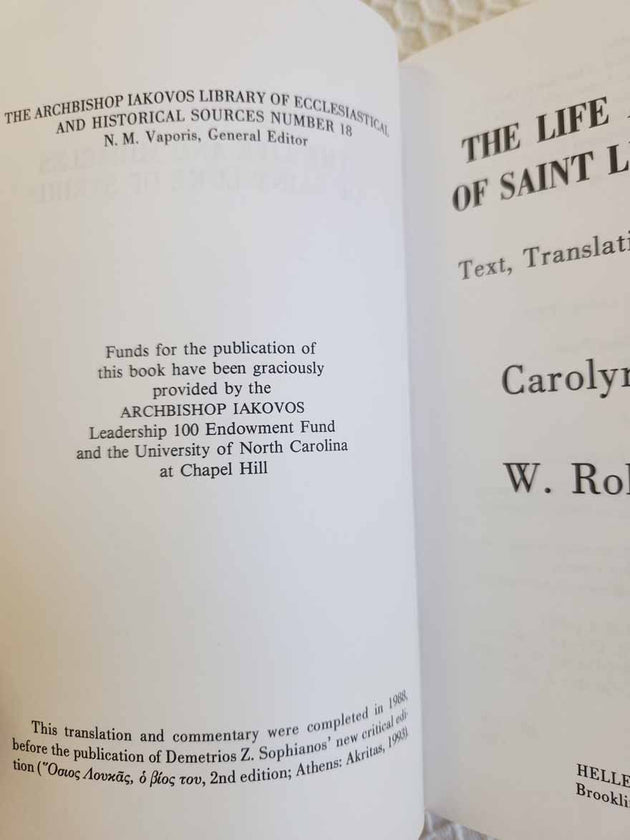 THE ARCHBISHOP IAKOVOS LIBRARY OF ECCLESIASTICAL
AND HISTORICAL SOURCES NUMBER 18
N. M. Vaporis, General Editor
Funds for the publication of
this book have been graciously
provided by the
ARCHBISHOP IAKOVOS
Leadership 100 Endowment Fund
and the University of North Carolina
at Chapel Hill
This translation and commentary were completed in 1988,
before the publication of Demetrios Z. Sophianos' new critical edi-
tion (Ὅσιος Λουκᾶς, ὁ βίος του, 2nd edition; Athens: Akritas, 1993).
THE LIFE
OF SAINT L
Text, Translati
Carolyn
W. Rol
HELLE
Brookli